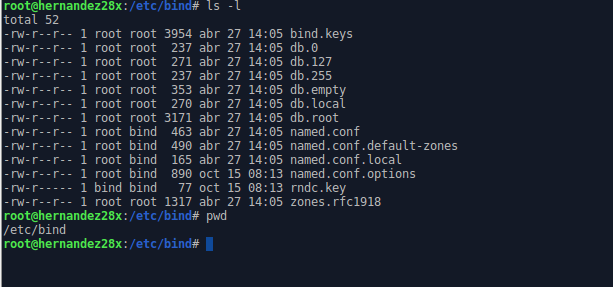 root@hernandez28x:/etc/bind# ls -l
total 52
-rw-r--r-- 1 root root 3954 abr 27 14:05 bind.keys
-rw-r--r-- 1 root root  237 abr 27 14:05 db.0
-rw-r--r-- 1 root root  271 abr 27 14:05 db.127
-rw-r--r-- 1 root root  237 abr 27 14:05 db.255
-rw-r--r-- 1 root root  353 abr 27 14:05 db.empty
-rw-r--r-- 1 root root  270 abr 27 14:05 db.local
-rw-r--r-- 1 root root 3171 abr 27 14:05 db.root
-rw-r--r-- 1 root bind  463 abr 27 14:05 named.conf
-rw-r--r-- 1 root bind  490 abr 27 14:05 named.conf.default-zones
-rw-r--r-- 1 root bind  165 abr 27 14:05 named.conf.local
-rw-r--r-- 1 root bind  890 oct 15 08:13 named.conf.options
-rw-r----- 1 bind bind   77 oct 15 08:13 rndc.key
-rw-r--r-- 1 root root 1317 abr 27 14:05 zones.rfc1918
root@hernandez28x:/etc/bind# pwd
/etc/bind
root@hernandez28x:/etc/bind#